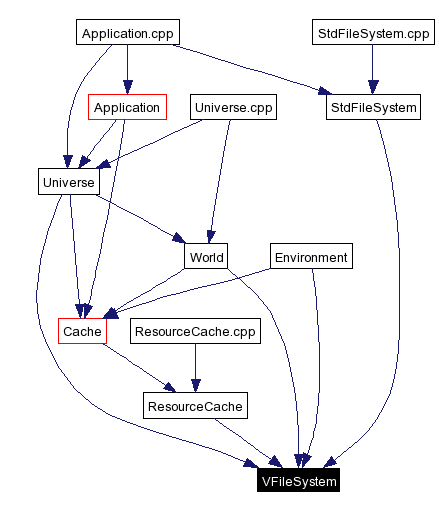 Application.cpp
StdFileSystem.cpp
Application
Universe.cpp
StdFileSystem
Universe
World
Environment
Cache
ResourceCache.cpp
ResourceCache
VFileSystem